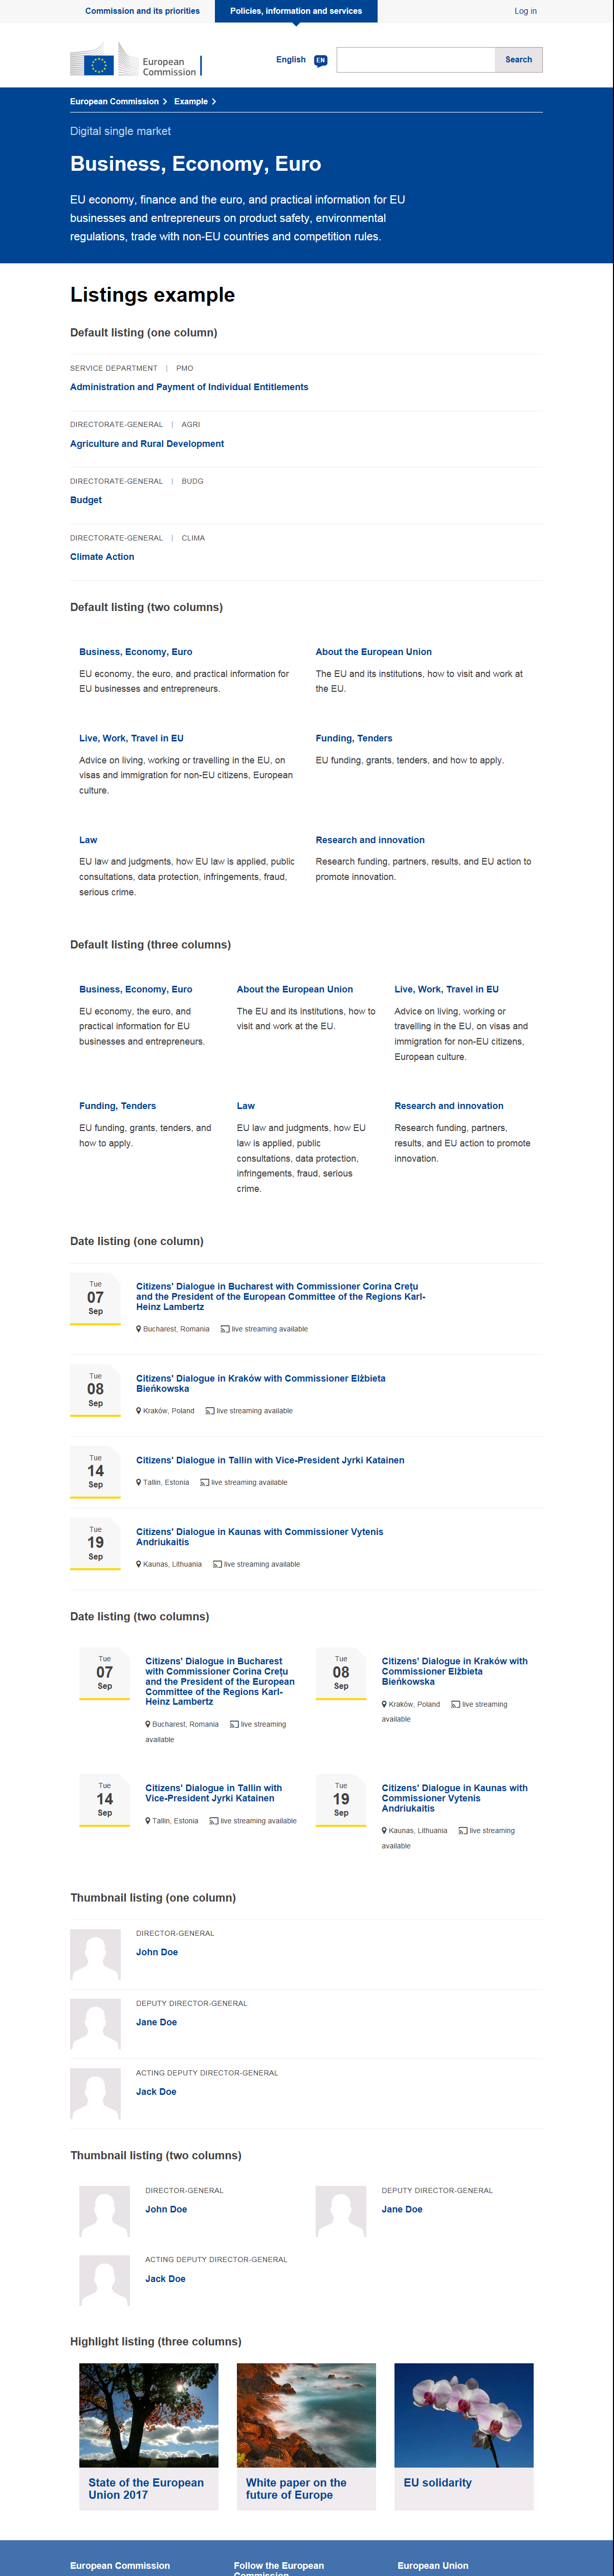 Commission and its priorities
Policies, information and services
Log in
European
Commission
English
EN
Search
European Commission
Example
Digital single market
Business, Economy, Euro
EU economy, finance and the euro, and practical information for EU
businesses and entrepreneurs on product safety, environmental
regulations, trade with non-EU countries and competition rules.
Listings example
Default listing (one column)
SERVICE DEPARTMENT | PMO
Administration and Payment of Individual Entitlements
DIRECTORATE-GENERAL | AGRI
Agriculture and Rural Development
DIRECTORATE-GENERAL | BUDG
Budget
DIRECTORATE-GENERAL | CLIMA
Climate Action
Default listing (two columns)
Business, Economy, Euro
EU economy, the euro, and practical information for
EU businesses and entrepreneurs.
About the European Union
The EU and its institutions, how to visit and work at
the EU.
Live, Work, Travel in EU
Advice on living, working or travelling in the EU, on
visas and immigration for non-EU citizens, European
culture.
Funding, Tenders
EU funding, grants, tenders, and how to apply.
Law
EU law and judgments, how EU law is applied, public
consultations, data protection, infringements, fraud,
serious crime.
Research and innovation
Research funding, partners, results, and EU action to
promote innovation.
Default listing (three columns)
Business, Economy, Euro
EU economy, the euro, and
practical information for EU
businesses and entrepreneurs.
About the European Union
The EU and its institutions, how to
visit and work at the EU.
Live, Work, Travel in EU
Advice on living, working or
travelling in the EU, on visas and
immigration for non-EU citizens,
European culture.
Funding, Tenders
EU funding, grants, tenders, and
how to apply.
Law
EU law and judgments, how EU
law is applied, public
consultations, data protection,
infringements, fraud, serious
crime.
Research and innovation
Research funding, partners,
results, and EU action to promote
innovation.
Date listing (one column)
Tue
07
Sep
Citizens' Dialogue in Bucharest with Commissioner Corina Crețu
and the President of the European Committee of the Regions Karl-
Heinz Lambertz
Bucharest, Romania live streaming available
Tue
08
Sep
Citizens' Dialogue in Kraków with Commissioner Elżbieta
Bieńkowska
Kraków, Poland live streaming available
Tue
14
Sep
Citizens' Dialogue in Tallin with Vice-President Jyrki Katainen
Tallin, Estonia live streaming available
Tue
19
Sep
Citizens' Dialogue in Kaunas with Commissioner Vytenis
Andriukaitis
Kaunas, Lithuania live streaming available
Date listing (two columns)
Tue
07
Sep
Citizens' Dialogue in Bucharest
with Commissioner Corina Crețu
and the President of the European
Committee of the Regions Karl-
Heinz Lambertz
Bucharest, Romania live streaming
available
Tue
08
Sep
Citizens' Dialogue in Kraków with
Commissioner Elżbieta
Bieńkowska
Kraków, Poland live streaming
available
Tue
14
Sep
Citizens' Dialogue in Tallin with
Vice-President Jyrki Katainen
Tallin, Estonia live streaming available
Tue
19
Sep
Citizens' Dialogue in Kaunas with
Commissioner Vytenis
Andriukaitis
Kaunas, Lithuania live streaming
available
Thumbnail listing (one column)
DIRECTOR-GENERAL
John Doe
DEPUTY DIRECTOR-GENERAL
Jane Doe
ACTING DEPUTY DIRECTOR-GENERAL
Jack Doe
Thumbnail listing (two columns)
DIRECTOR-GENERAL
John Doe
DEPUTY DIRECTOR-GENERAL
Jane Doe
ACTING DEPUTY DIRECTOR-GENERAL
Jack Doe
Highlight listing (three columns)
State of the European
Union 2017
White paper on the
future of Europe
EU solidarity
European Commission
Follow the European
Commission
European Union